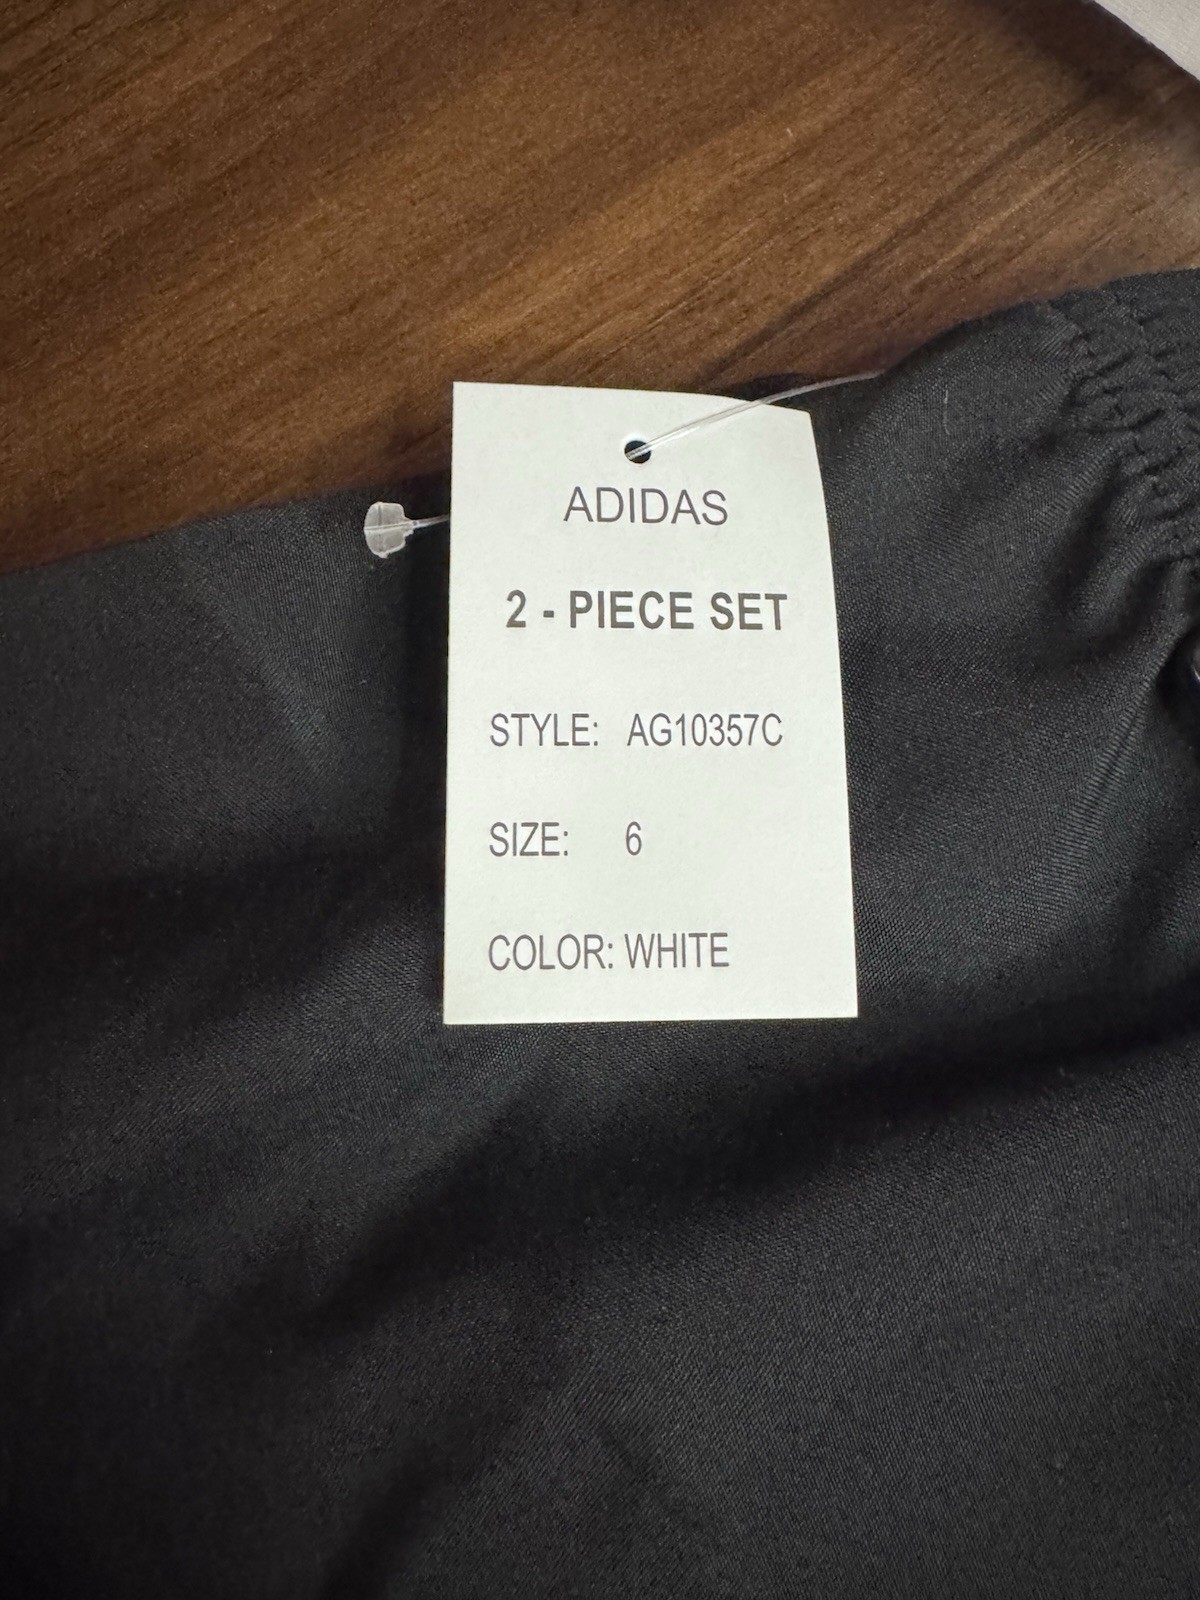 ADIDAS
2 - PIECE SET
STYLE: AG10357C
SIZE: 6
COLOR: WHITE